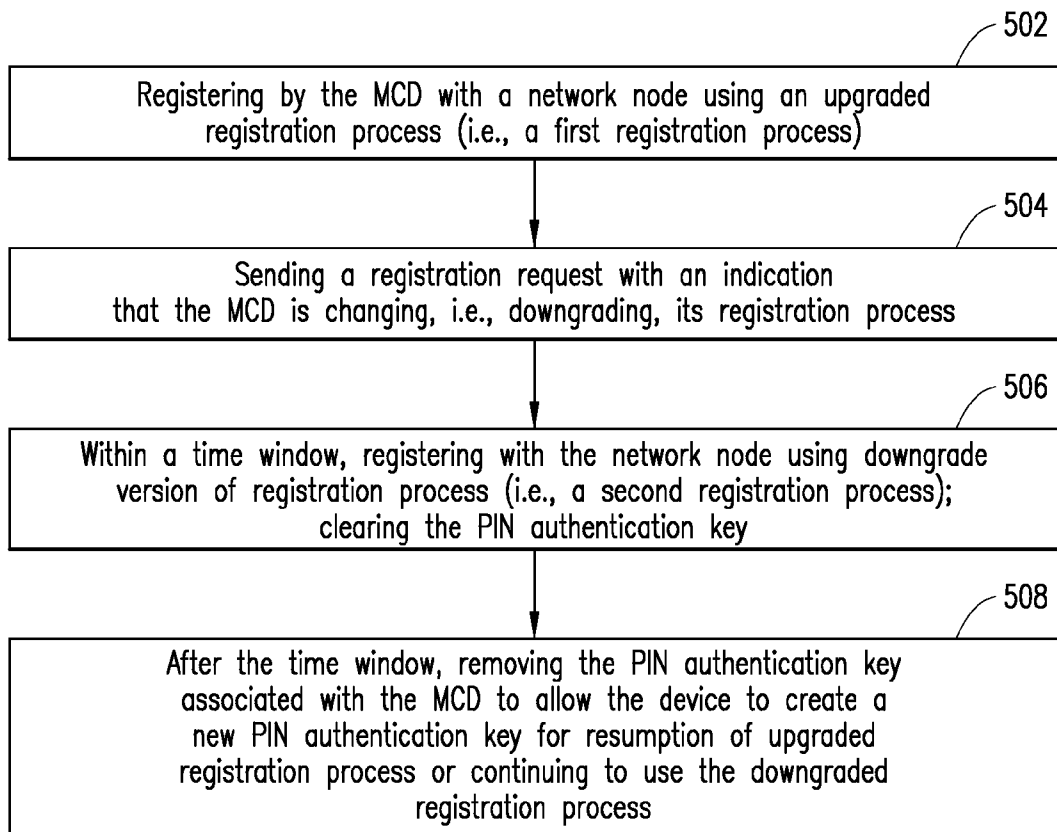 502
Registering by the MCD with a network node using an upgraded
registration process (i.e., a first registration process)
504
Sending a registration request with an indication
that the MCD is changing, i.e., downgrading, its registration process
506
Within a time window, registering with the network node using downgrade
version of registration process (i.e., a second registration process);
clearing the PIN authentication key
508
After the time window, removing the PIN authentication key
associated with the MCD to allow the device to create a
new PIN authentication key for resumption of upgraded
registration process or continuing to use the downgraded
registration process